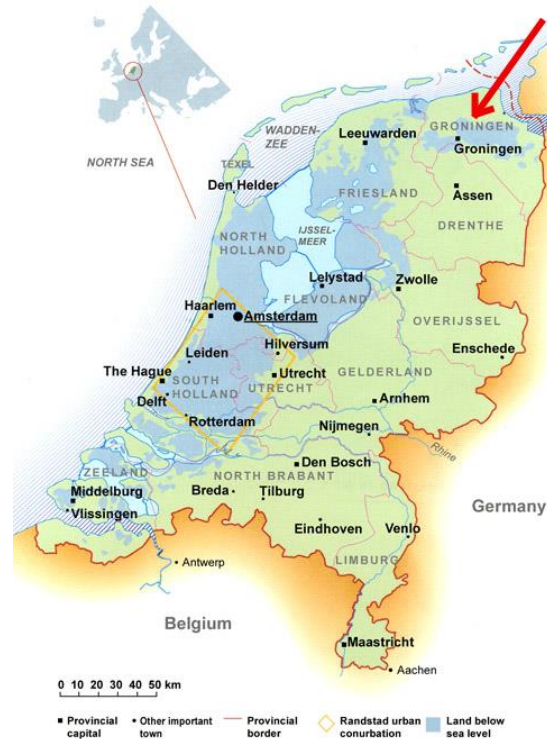 NORTH SEA
WADDEN-
ZEE
TEXEL
Den Helder
Leeuwarden
GRONINGEN
Groningen
FRIESLAND
Assen
DRENTHE
NORTH
HOLLAND
IJSSEL-
MEER
Lelystad
FLEVOLAND
Zwolle
OVERIJSSEL
Haarlem
Amsterdam
Hilversum
Enschede
Leiden
The Hague
SOUTH
HOLLAND
UTRECHT
Utrecht
GELDERLAND
Delft
Arnhem
Rotterdam
Nijmegen
Rhine
ZEELAND
NORTH BRABANT
Den Bosch
Middelburg
Breda
Tilburg
Vlissingen
Germany
Eindhoven
Venlo
LIMBURG
Antwerp
Belgium
Maastricht
Aachen
0 10 20 30 40 50 km
Provincial
capital
Other important
town
Provincial
border
Randstad urban
conurbation
Land below
sea level